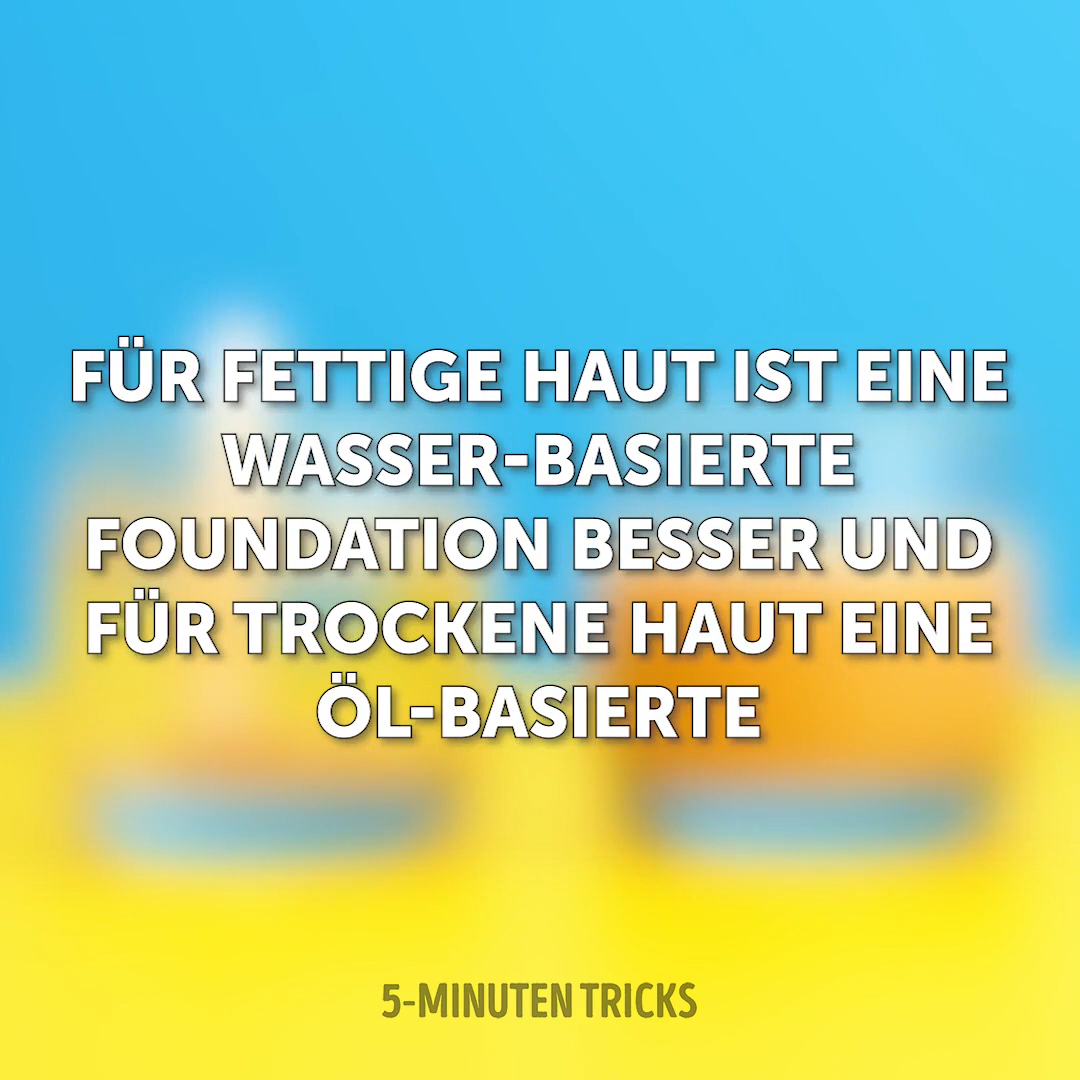 FÜR FETTIGE HAUT IST EINE
WASSER-BASIERTE
FOUNDATION BESSER UND
FÜR TROCKENE HAUT EINE
ÖL-BASIERTE
5-MINUTEN TRICKS